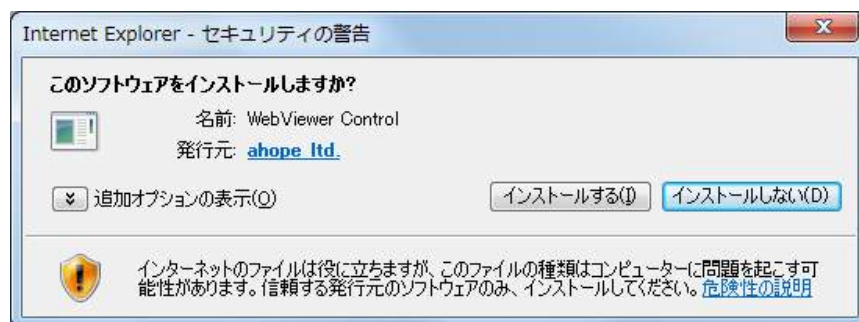 Internet Explorer - セキュリティの警告
X
このソフトウェアをインストールしますか?
名前: WebViewer Control
発行元: ahope ltd.
追加オプションの表示(O)
インストールする(I)
インストールしない(D)
インターネットのファイルは役に立ちますが、このファイルの種類はコンピューターに問題を起こす可
能性があります。信頼する発行元のソフトウェアのみ、インストールしてください。危険性の説明